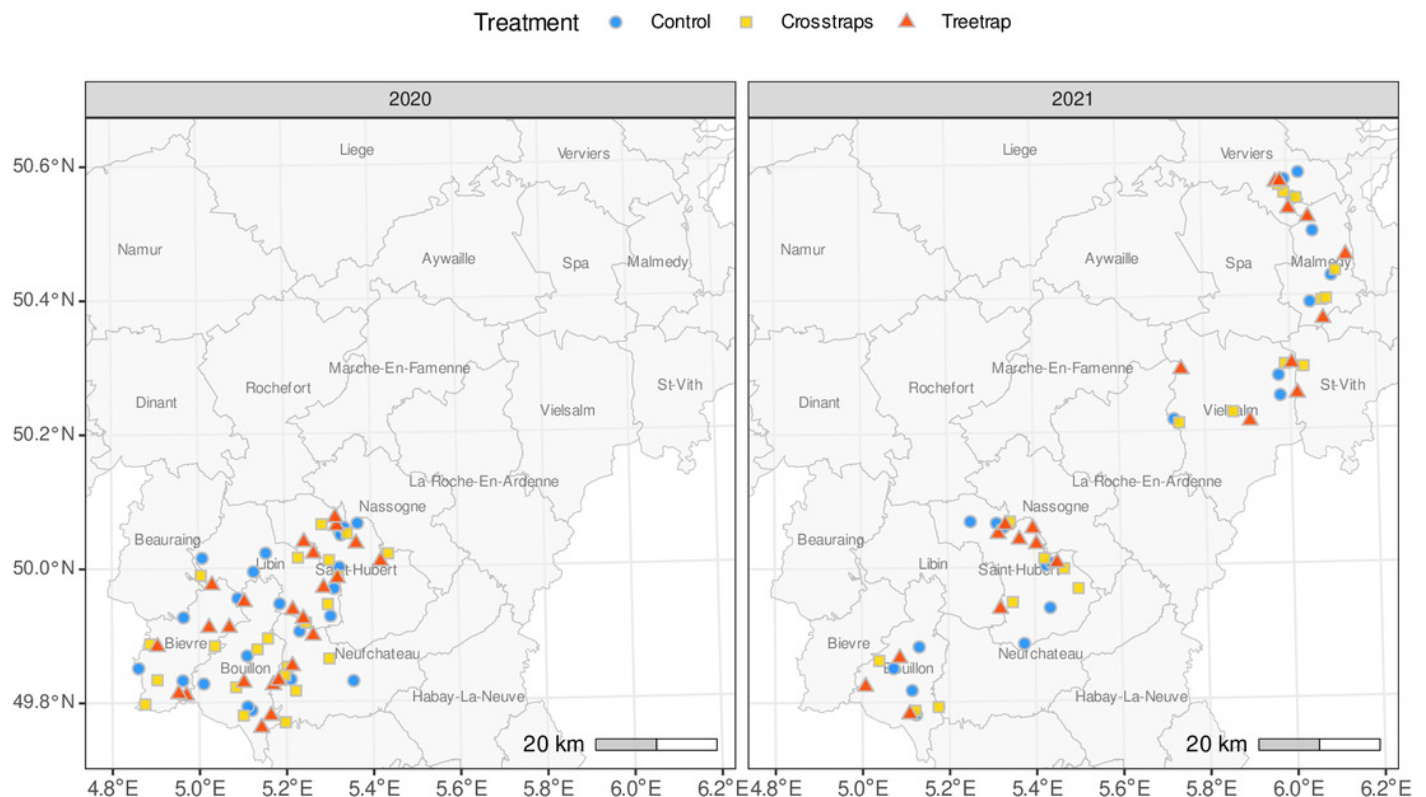 Treatment Control Crosstraps Treetrap
2020 2021
Liege Verviers Liege Verviers
50.6°N
Namur Aywaille Spa Malmedy Namur Aywaille Spa Malmedy
50.4°N
Marche-En-Famenne Marche-En-Famenne
Rochefort St-Vith Rochefort St-Vith
Dinant Vielsalm Dinant Vielsalm
50.2°N
La Roche-En-Ardenne La Roche-En-Ardenne
Nassogne Nassogne
Beauraing Beauraing
50.0°N Libin Saint-Hubert Libin Saint-Hubert
Bievre Neufchateau Bievre Neufchateau
Bouillon Bouillon
49.8°N Habay-La-Neuve Habay-La-Neuve
20 km 20 km
4.8°E 5.0°E 5.2°E 5.4°E 5.6°E 5.8°E 6.0°E 6.2°E 4.8°E 5.0°E 5.2°E 5.4°E 5.6°E 5.8°E 6.0°E 6.2°E